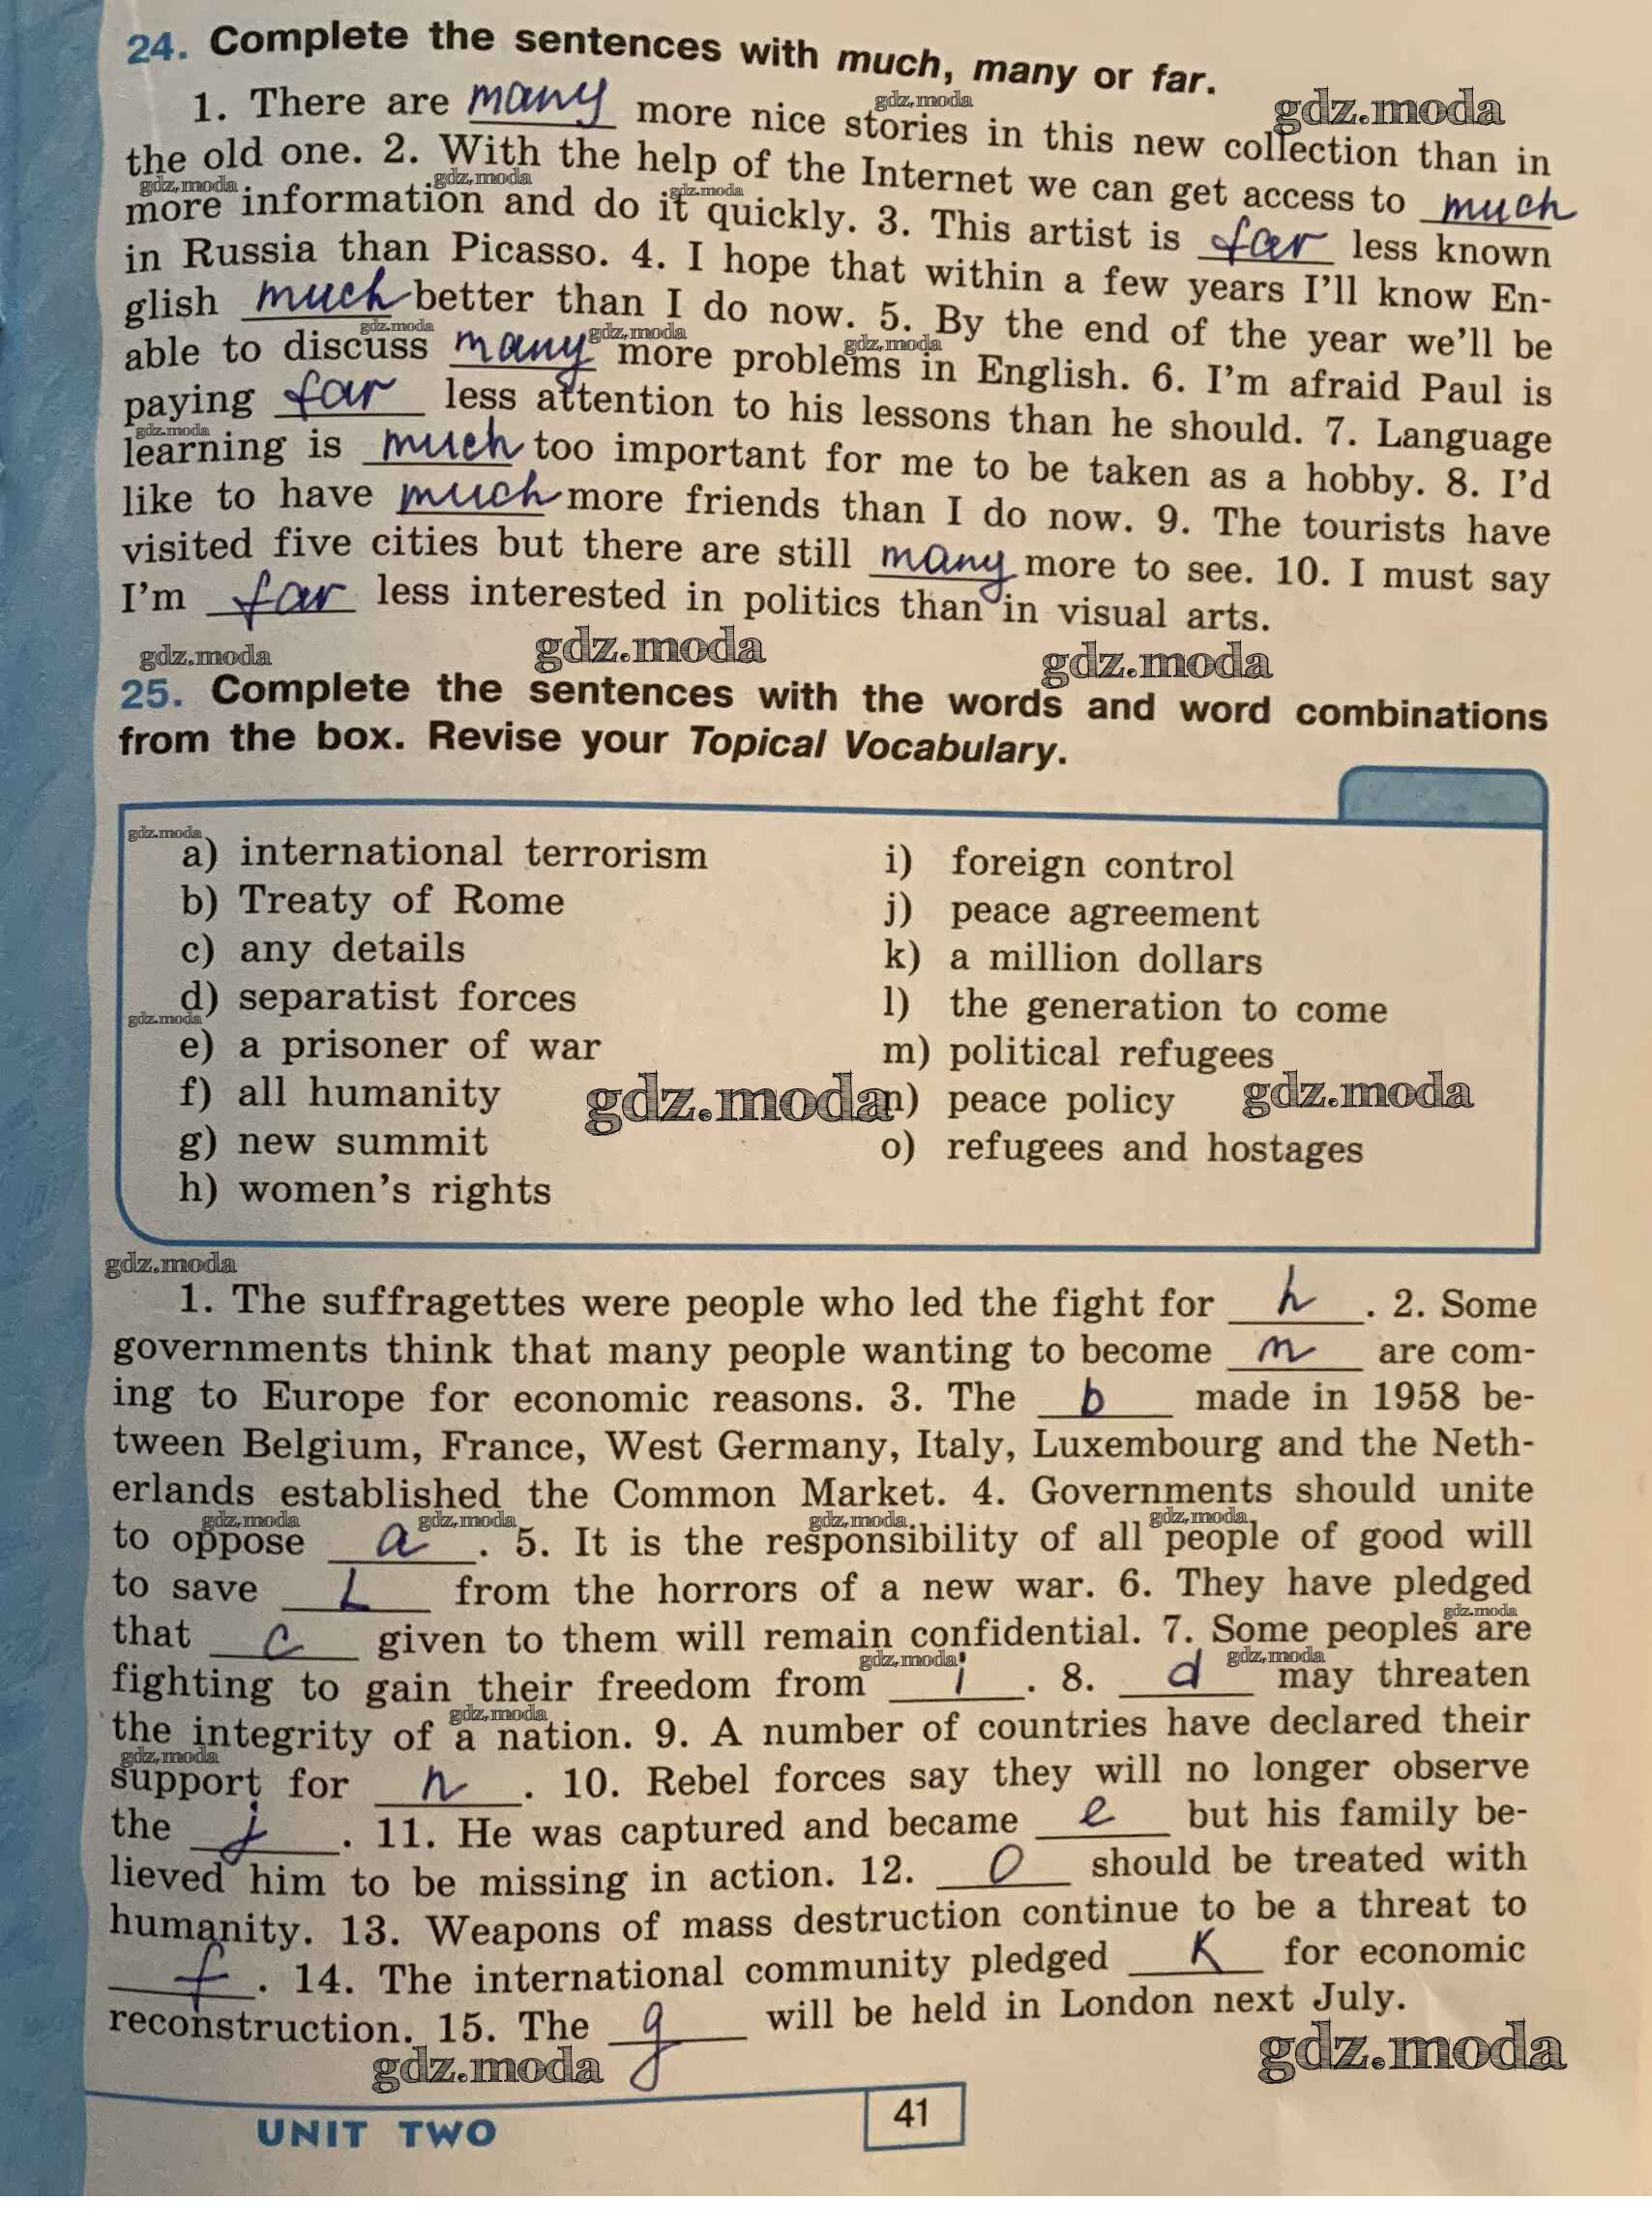 24. Complete the sentences with much, many or far.
1. There are many more nice stories in this new collection than in
the old one. 2. With the help of the Internet we can get access to much
more information and do it quickly. 3. This artist is far less known
in Russia than Picasso. 4. I hope that within a few years I'll know En-
glish much better than I do now. 5. By the end of the year we'll be
able to discuss many more problems in English. 6. I'm afraid Paul is
paying far less attention to his lessons than he should. 7. Language
learning is much too important for me to be taken as a hobby. 8. I'd
like to have much more friends than I do now. 9. The tourists have
visited five cities but there are still many more to see. 10. I must say
I'm far less interested in politics than in visual arts.
gdz.moda gdz.moda gdz.moda
25. Complete the sentences with the words and word combinations
from the box. Revise your Topical Vocabulary.
a) international terrorism
b) Treaty of Rome
c) any details
d) separatist forces
e) a prisoner of war
f) all humanity
g) new summit
h) women's rights
i) foreign control
j) peace agreement
k) a million dollars
l) the generation to come
m) political refugees
n) peace policy
o) refugees and hostages
gdz.moda gdz.moda
gdz.moda
1. The suffragettes were people who led the fight for h . 2. Some
governments think that many people wanting to become m are com-
ing to Europe for economic reasons. 3. The b made in 1958 be-
tween Belgium, France, West Germany, Italy, Luxembourg and the Neth-
erlands established the Common Market. 4. Governments should unite
to oppose a . 5. It is the responsibility of all people of good will
to save L from the horrors of a new war. 6. They have pledged
that c given to them will remain confidential. 7. Some peoples are
fighting to gain their freedom from i . 8. d may threaten
the integrity of a nation. 9. A number of countries have declared their
support for n . 10. Rebel forces say they will no longer observe
the j . 11. He was captured and became e but his family be-
lieved him to be missing in action. 12. O should be treated with
humanity. 13. Weapons of mass destruction continue to be a threat to
f . 14. The international community pledged K for economic
reconstruction. 15. The g will be held in London next July.
gdz.moda gdz.moda
UNIT TWO 41